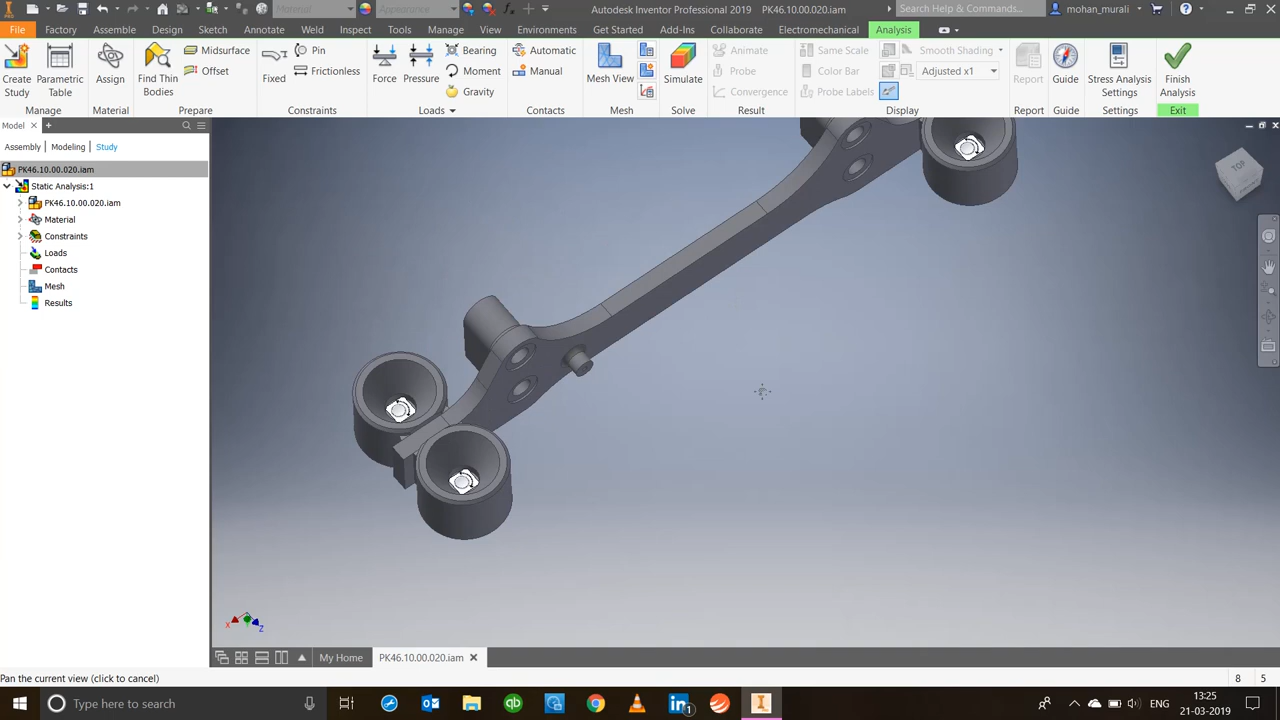 Material
Appearance
Autodesk Inventor Professional 2019 PK46.10.00.020.iam
Search Help & Commands...
mohan_murali
File Factory Assemble Design Sketch Annotate Weld Inspect Tools Manage View Environments Get Started Add-Ins Collaborate Electromechanical Analysis
Create Study
Parametric Table
Assign
Find Thin Bodies
Midsurface
Offset
Fixed
Pin
Frictionless
Force
Pressure
Bearing
Moment
Gravity
Automatic
Manual
Mesh View
Simulate
Animate
Probe
Convergence
Same Scale
Color Bar
Probe Labels
Smooth Shading
Adjusted x1
Report
Guide
Stress Analysis Settings
Finish Analysis
Manage Material Prepare Constraints Loads Contacts Mesh Solve Result Display Report Guide Settings Exit
Model
Assembly Modeling Study
PK46.10.00.020.iam
Static Analysis:1
PK46.10.00.020.iam
Material
Constraints
Loads
Contacts
Mesh
Results
TOP
X
Z
My Home PK46.10.00.020.iam
Pan the current view (click to cancel)
8 5
Type here to search
1
ENG
13:25
21-03-2019